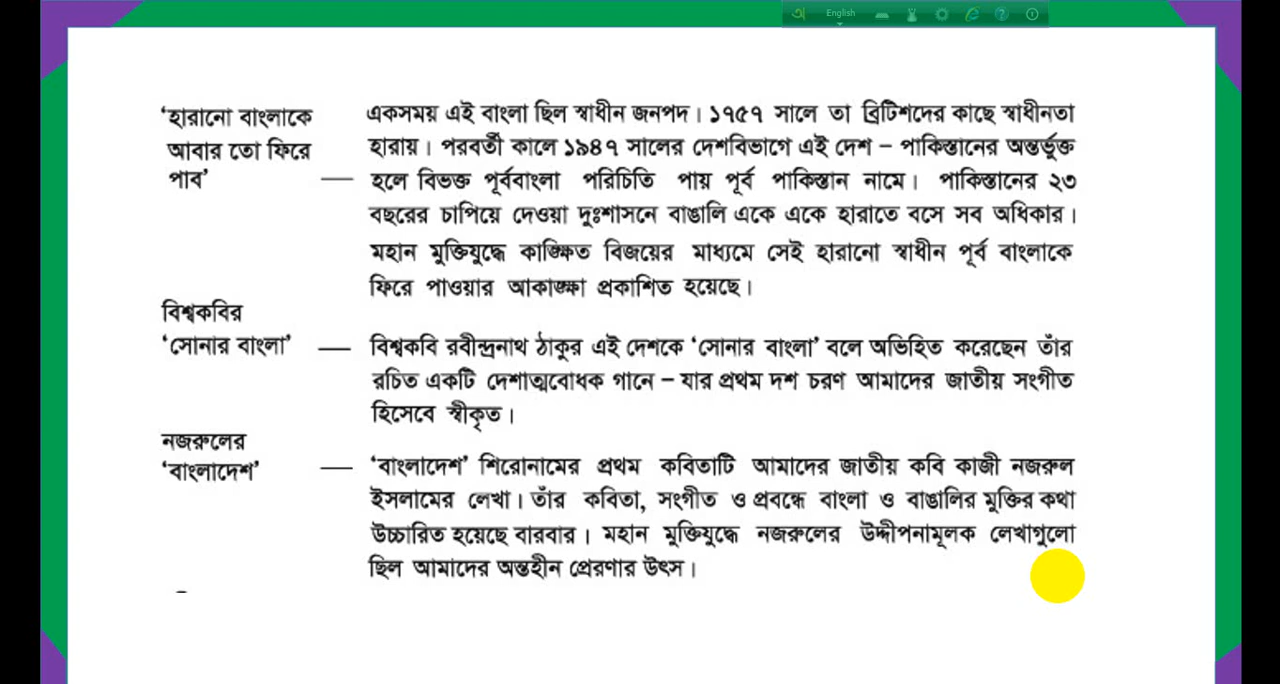 English
‘হারানো বাংলাকে
আবার তো ফিরে
পাব’ —
একসময় এই বাংলা ছিল স্বাধীন জনপদ। ১৭৫৭ সালে তা ব্রিটিশদের কাছে স্বাধীনতা
হারায়। পরবর্তী কালে ১৯৪৭ সালের দেশবিভাগে এই দেশ – পাকিস্তানের অন্তর্ভুক্ত
হলে বিভক্ত পূর্ববাংলা পরিচিতি পায় পূর্ব পাকিস্তান নামে। পাকিস্তানের ২৩
বছরের চাপিয়ে দেওয়া দুঃশাসনে বাঙালি একে একে হারাতে বসে সব অধিকার।
মহান মুক্তিযুদ্ধে কাঙ্ক্ষিত বিজয়ের মাধ্যমে সেই হারানো স্বাধীন পূর্ব বাংলাকে
ফিরে পাওয়ার আকাঙ্ক্ষা প্রকাশিত হয়েছে।
বিশ্বকবির
‘সোনার বাংলা’ —
বিশ্বকবি রবীন্দ্রনাথ ঠাকুর এই দেশকে ‘সোনার বাংলা’ বলে অভিহিত করেছেন তাঁর
রচিত একটি দেশাত্মবোধক গানে – যার প্রথম দশ চরণ আমাদের জাতীয় সংগীত
হিসেবে স্বীকৃত।
নজরুলের
‘বাংলাদেশ’ —
‘বাংলাদেশ’ শিরোনামের প্রথম কবিতাটি আমাদের জাতীয় কবি কাজী নজরুল
ইসলামের লেখা। তাঁর কবিতা, সংগীত ও প্রবন্ধে বাংলা ও বাঙালির মুক্তির কথা
উচ্চারিত হয়েছে বারবার। মহান মুক্তিযুদ্ধে নজরুলের উদ্দীপনামূলক লেখাগুলো
ছিল আমাদের অন্তহীন প্রেরণার উৎস।